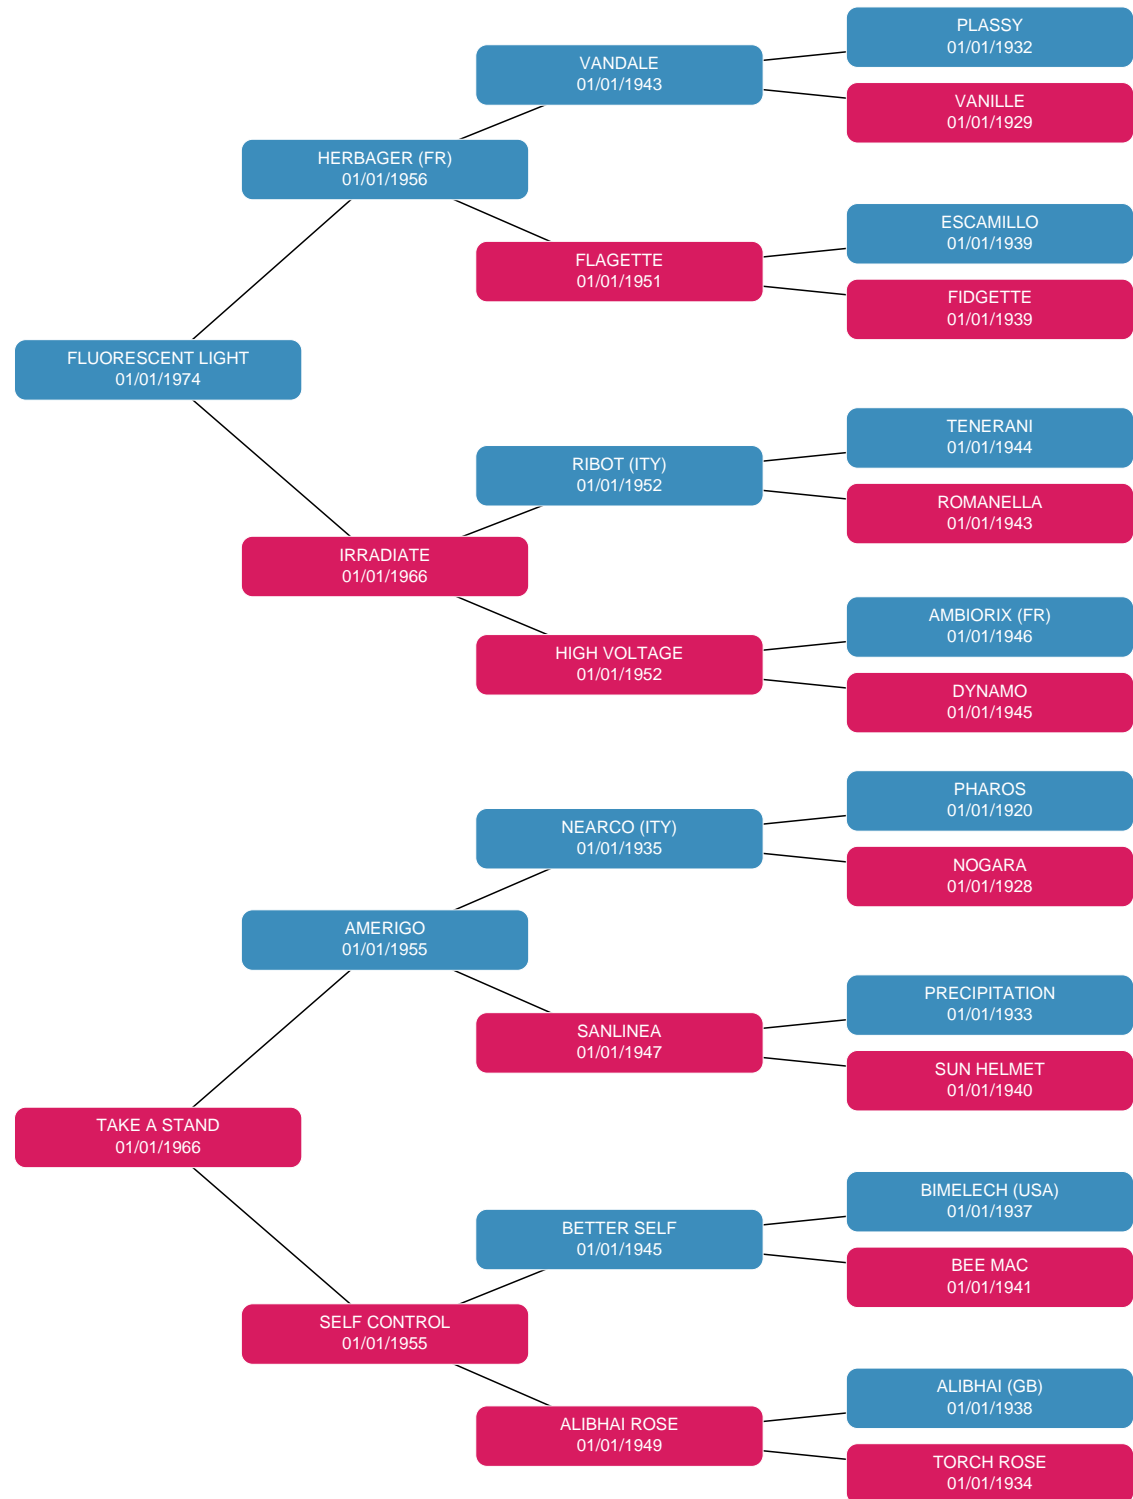 PLASSY
01/01/1932
VANDALE
01/01/1943
VANILLE
01/01/1929
HERBAGER (FR)
01/01/1956
ESCAMILLO
01/01/1939
FLAGETTE
01/01/1951
FIDGETTE
01/01/1939
FLUORESCENT LIGHT
01/01/1974
TENERANI
01/01/1944
RIBOT (ITY)
01/01/1952
ROMANELLA
01/01/1943
IRRADIATE
01/01/1966
AMBIORIX (FR)
01/01/1946
HIGH VOLTAGE
01/01/1952
DYNAMO
01/01/1945
PHAROS
01/01/1920
NEARCO (ITY)
01/01/1935
NOGARA
01/01/1928
AMERIGO
01/01/1955
PRECIPITATION
01/01/1933
SANLINEA
01/01/1947
SUN HELMET
01/01/1940
TAKE A STAND
01/01/1966
BIMELECH (USA)
01/01/1937
BETTER SELF
01/01/1945
BEE MAC
01/01/1941
SELF CONTROL
01/01/1955
ALIBHAI (GB)
01/01/1938
ALIBHAI ROSE
01/01/1949
TORCH ROSE
01/01/1934